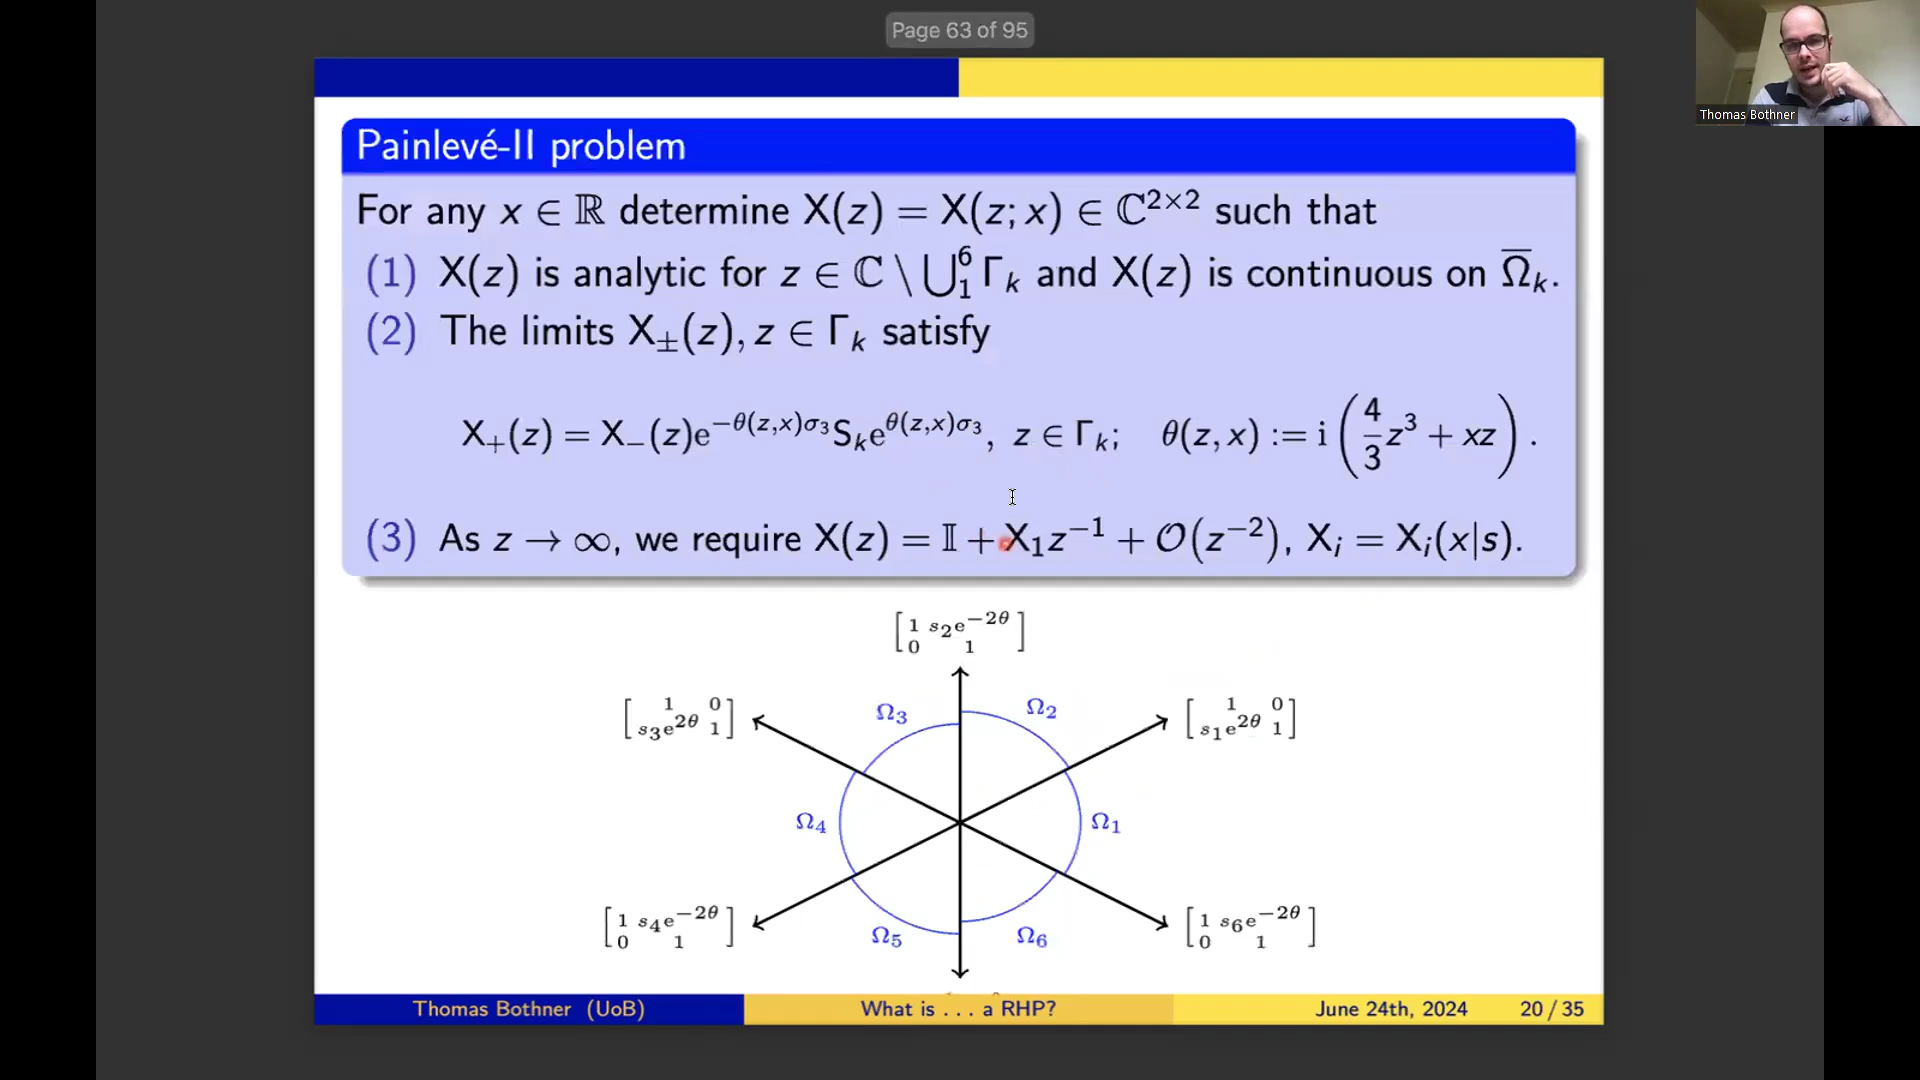 Page 63 of 95
Thomas Bothner
Painlevé-II problem
For any x ∈ ℝ determine X(z) = X(z; x) ∈ ℂ^{2×2} such that
(1) X(z) is analytic for z ∈ ℂ \ ⋃_1^6 Γ_k and X(z) is continuous on \overline{Ω}_k.
(2) The limits X_±(z), z ∈ Γ_k satisfy
X_+(z) = X_−(z)e^{−θ(z,x)σ_3} S_k e^{θ(z,x)σ_3}, z ∈ Γ_k; θ(z, x) := i(4/3 z^3 + xz).
(3) As z → ∞, we require X(z) = 𝕀 + X_1 z^{−1} + 𝒪(z^{−2}), X_i = X_i(x|s).
[1 s_2e^{−2θ}
0 1]
[1 0
s_3e^{2θ} 1]
Ω_3
Ω_2
[1 0
s_1e^{2θ} 1]
Ω_4
Ω_1
[1 s_4e^{−2θ}
0 1]
Ω_5
Ω_6
[1 s_6e^{−2θ}
0 1]
Thomas Bothner (UoB)
What is . . . a RHP?
June 24th, 2024
20 / 35